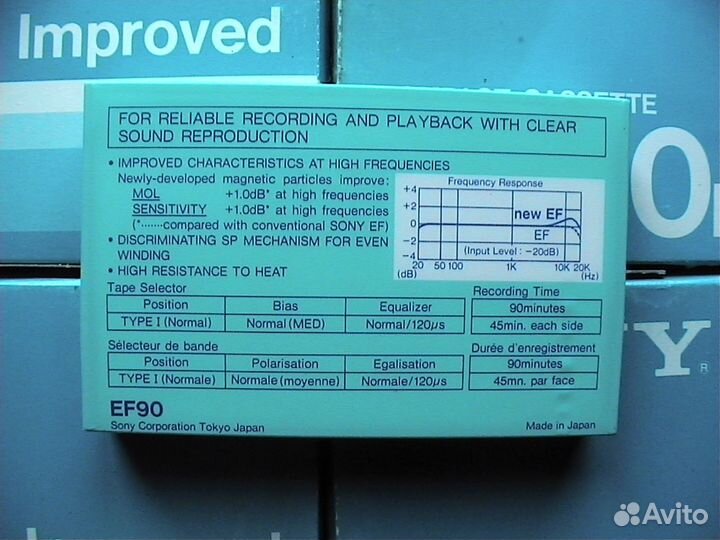 Improved
CASSETTE
FOR RELIABLE RECORDING AND PLAYBACK WITH CLEAR
SOUND REPRODUCTION
• IMPROVED CHARACTERISTICS AT HIGH FREQUENCIES
Newly-developed magnetic particles improve:
MOL +1.0dB* at high frequencies
SENSITIVITY +1.0dB* at high frequencies
(*·······compared with conventional SONY EF)
• DISCRIMINATING SP MECHANISM FOR EVEN
WINDING
• HIGH RESISTANCE TO HEAT
Frequency Response
+4
+2
0
−2
−4
(dB)
new EF
EF
(Input Level: −20dB)
20 50 100 1K 10K 20K
(Hz)
Tape Selector
Position Bias Equalizer
TYPE I (Normal) Normal (MED) Normal/120µs
Recording Time
90minutes
45min. each side
Sélecteur de bande
Position Polarisation Egalisation
TYPE I (Normale) Normale (moyenne) Normale/120µs
Durée d'enregistrement
90minutes
45mn. par face
EF90
Sony Corporation Tokyo Japan
Made in Japan
Y®
Avito